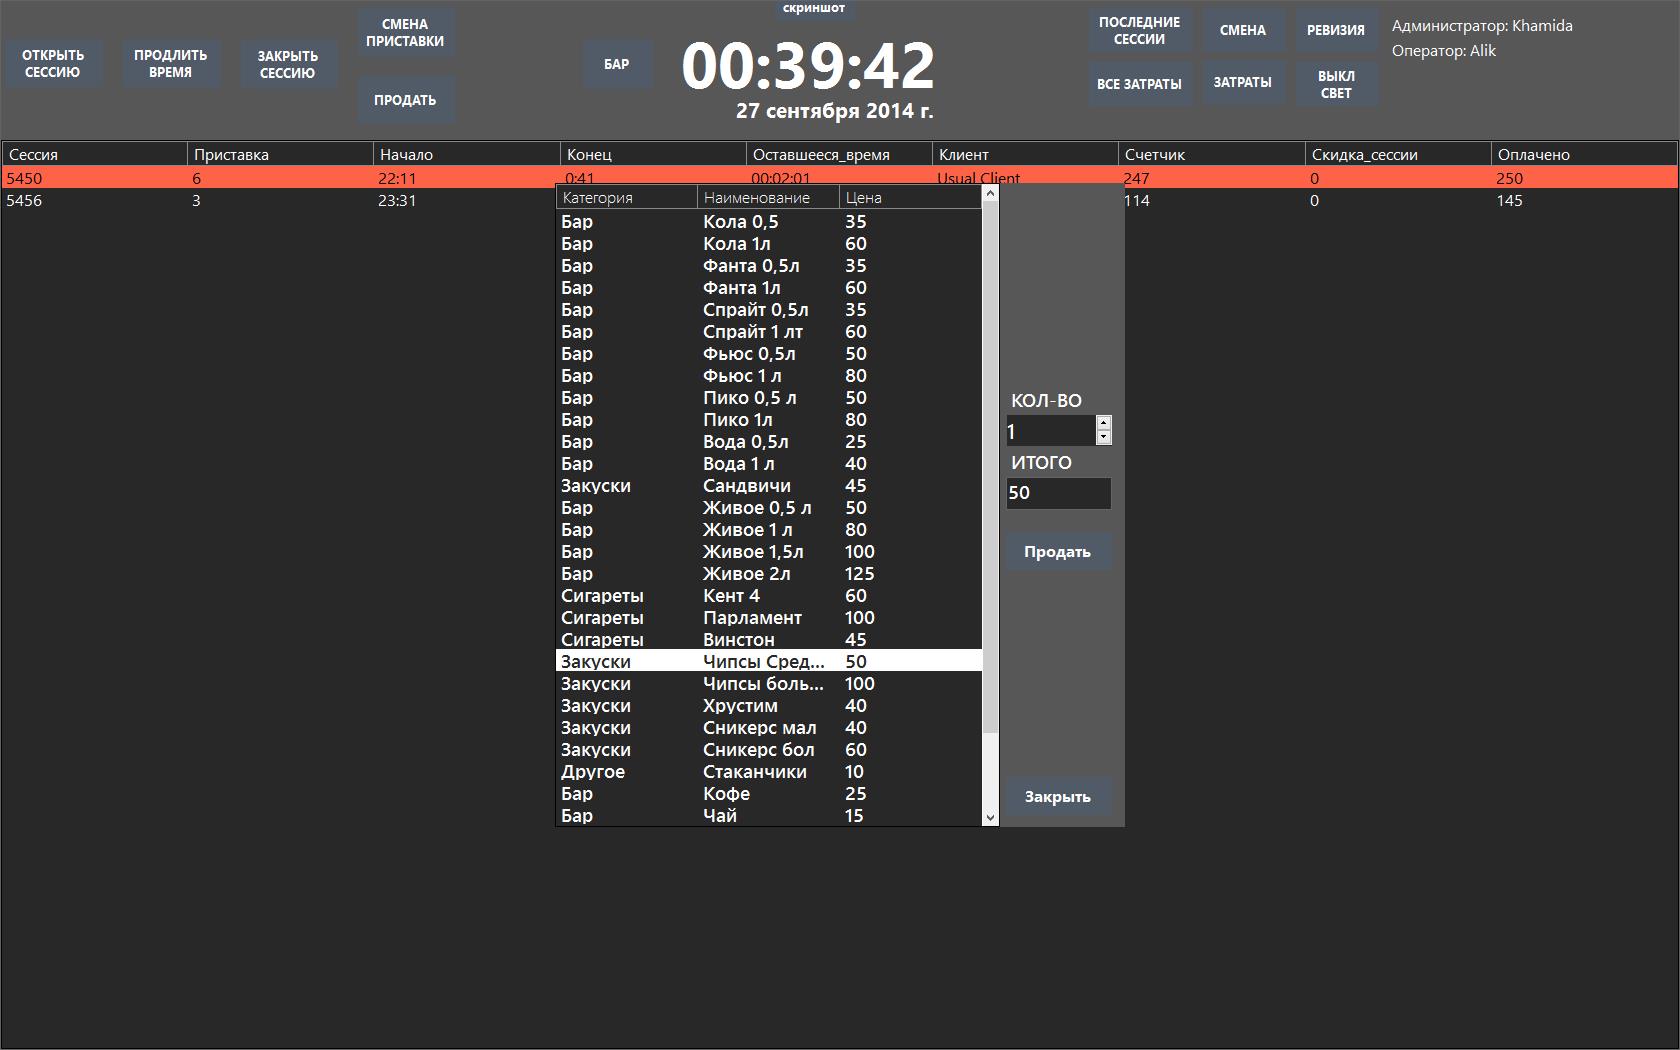 скриншот
ОТКРЫТЬ
СЕССИЮ
ПРОДЛИТЬ
ВРЕМЯ
ЗАКРЫТЬ
СЕССИЮ
СМЕНА
ПРИСТАВКИ
ПРОДАТЬ
БАР
00:39:42
27 сентября 2014 г.
ПОСЛЕДНИЕ
СЕССИИ
СМЕНА
РЕВИЗИЯ
ВСЕ ЗАТРАТЫ
ЗАТРАТЫ
ВЫКЛ
СВЕТ
Администратор: Khamida
Оператор: Alik
Сессия Приставка Начало Конец Оставшееся_время Клиент Счетчик Скидка_сессии Оплачено
5450 6 22:11 0:41 00:02:01 Usual Client 247 0 250
5456 3 23:31 114 0 145
Категория Наименование Цена
Бар Кола 0,5 35
Бар Кола 1л 60
Бар Фанта 0,5л 35
Бар Фанта 1л 60
Бар Спрайт 0,5л 35
Бар Спрайт 1 лт 60
Бар Фьюс 0,5л 50
Бар Фьюс 1 л 80
Бар Пико 0,5 л 50
Бар Пико 1л 80
Бар Вода 0,5л 25
Бар Вода 1 л 40
Закуски Сандвичи 45
Бар Живое 0,5 л 50
Бар Живое 1 л 80
Бар Живое 1,5л 100
Бар Живое 2л 125
Сигареты Кент 4 60
Сигареты Парламент 100
Сигареты Винстон 45
Закуски Чипсы Сред... 50
Закуски Чипсы боль... 100
Закуски Хрустим 40
Закуски Сникерс мал 40
Закуски Сникерс бол 60
Другое Стаканчики 10
Бар Кофе 25
Бар Чай 15
КОЛ-ВО
1
ИТОГО
50
Продать
Закрыть